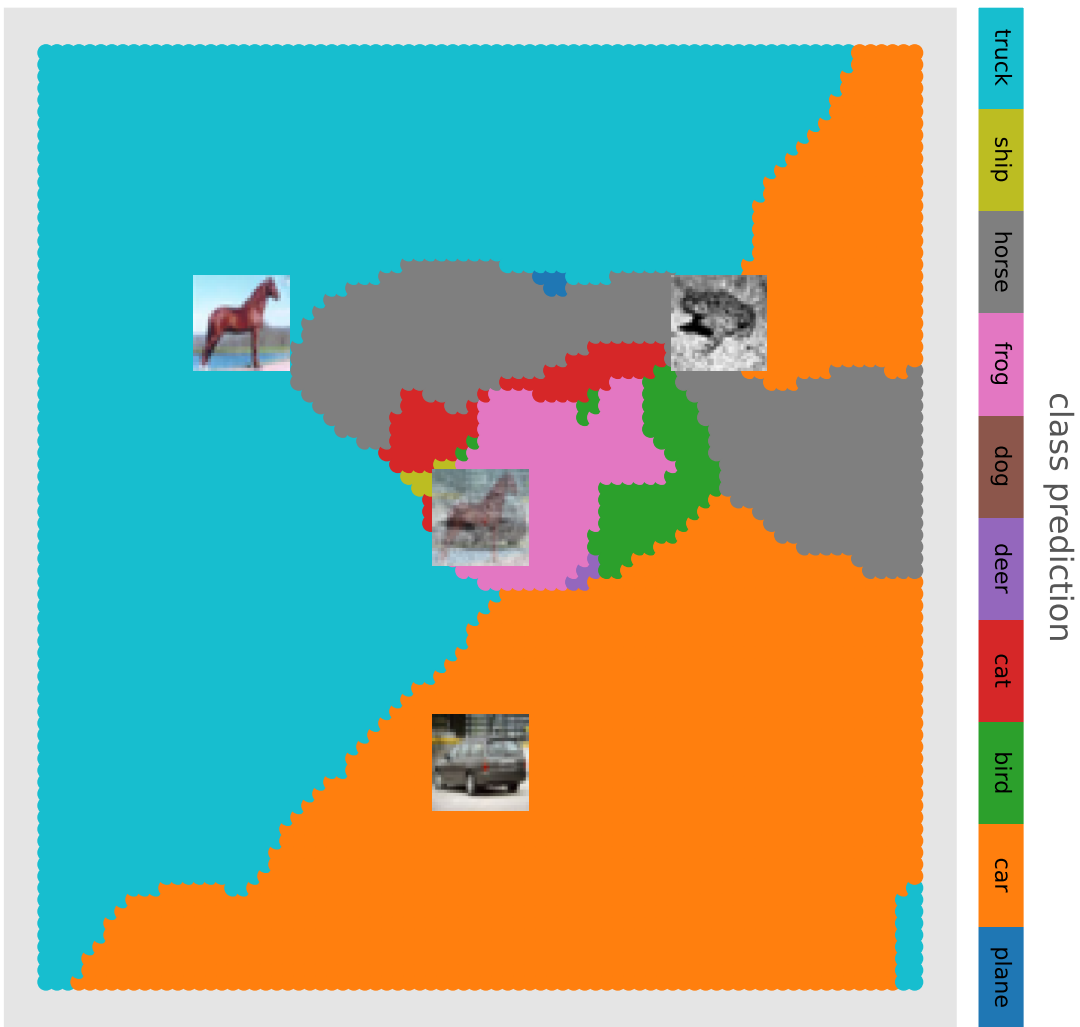 truck
ship
horse
frog
dog
deer
cat
bird
car
plane
class prediction